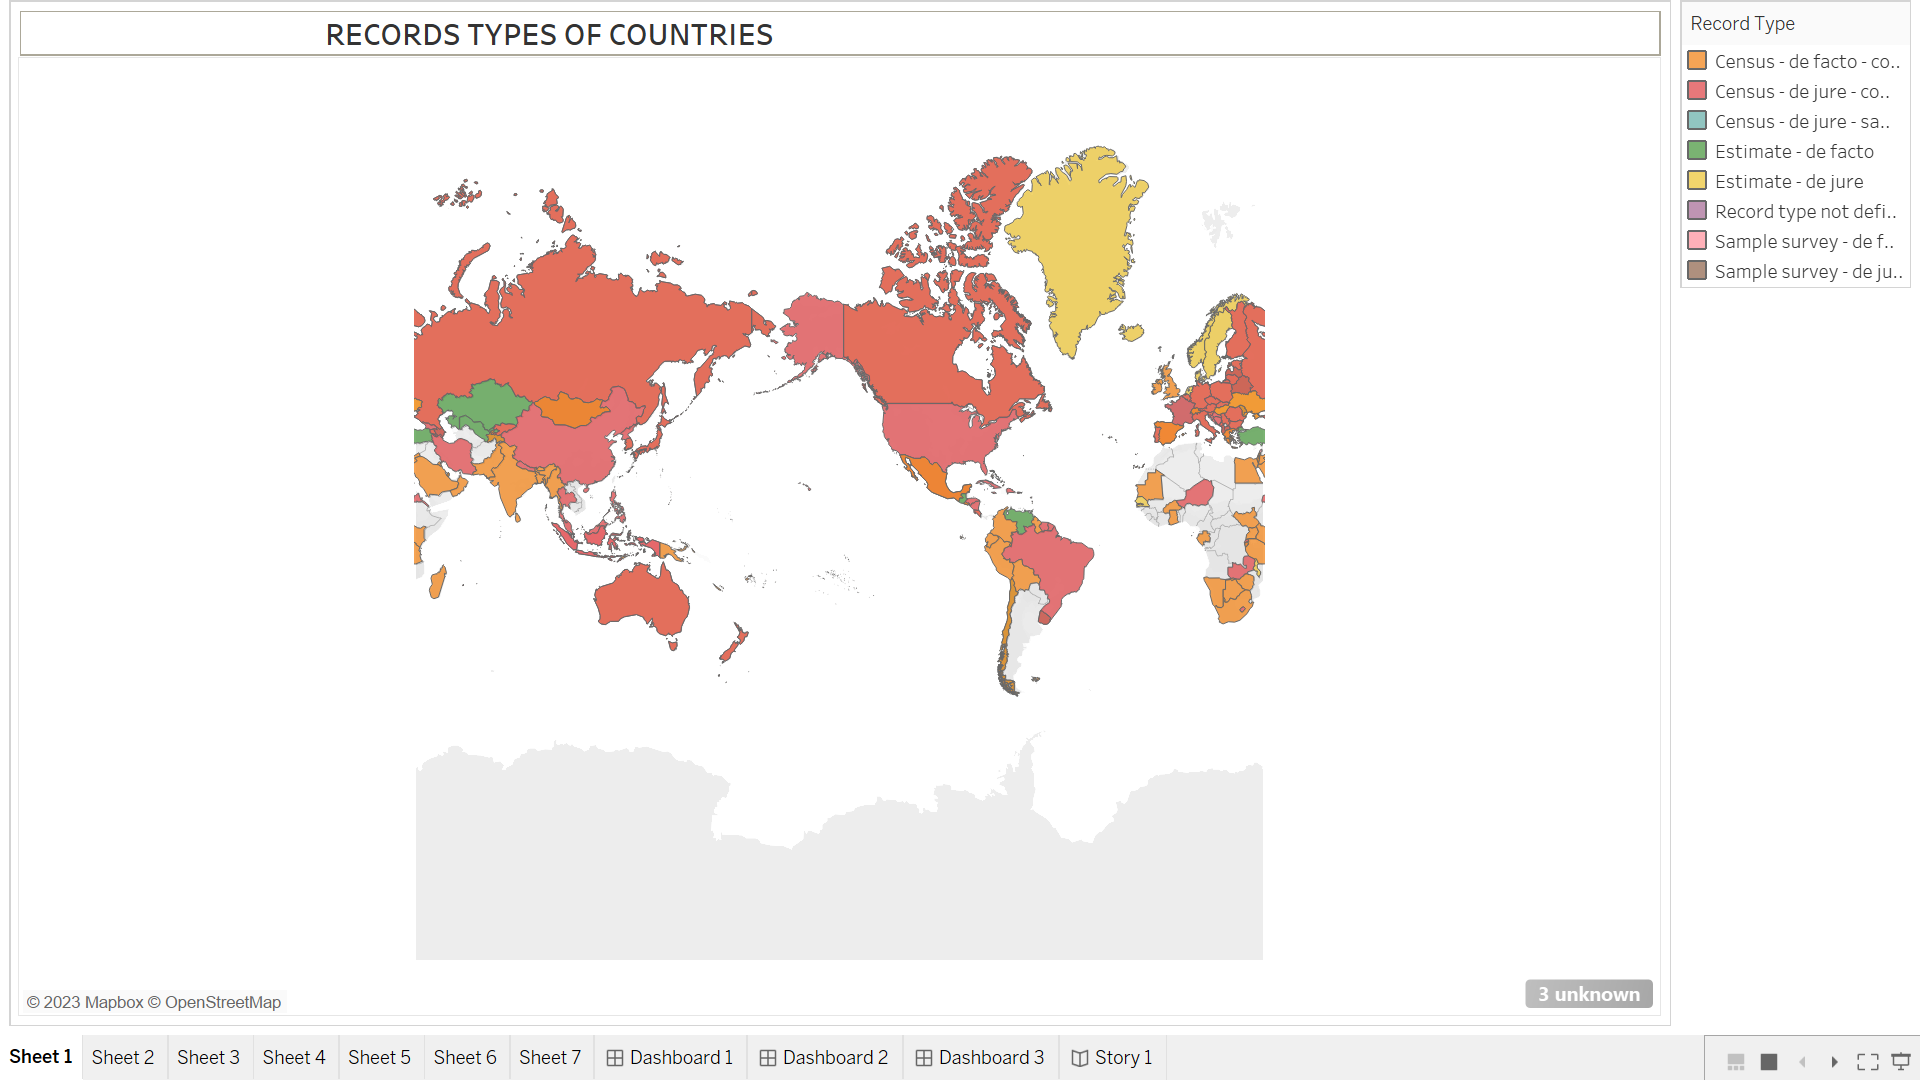 RECORDS TYPES OF COUNTRIES
Record Type
Census - de facto - co..
Census - de jure - co..
Census - de jure - sa..
Estimate - de facto
Estimate - de jure
Record type not defi..
Sample survey - de f..
Sample survey - de ju..
© 2023 Mapbox © OpenStreetMap
3 unknown
Sheet 1 Sheet 2 Sheet 3 Sheet 4 Sheet 5 Sheet 6 Sheet 7 Dashboard 1 Dashboard 2 Dashboard 3 Story 1